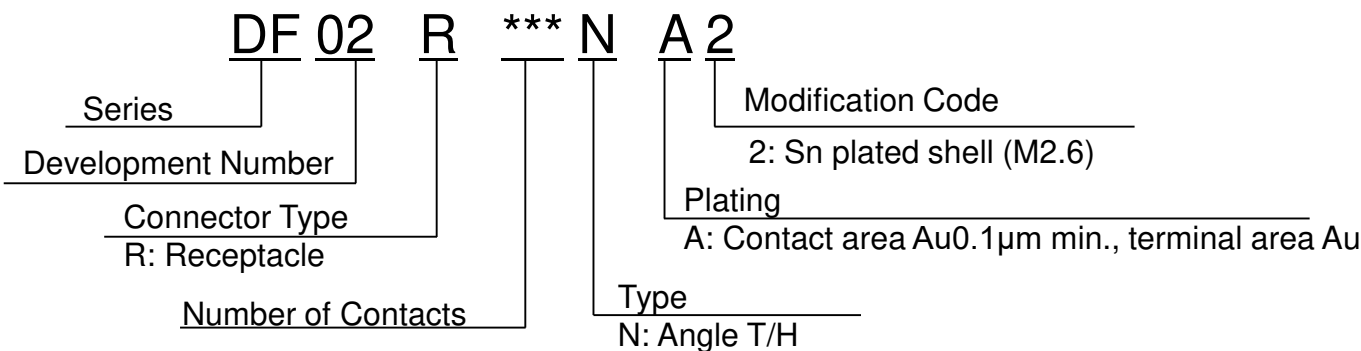 DF 02 R *** N A 2
Series
Modification Code
2: Sn plated shell (M2.6)
Development Number
Plating
A: Contact area Au0.1µm min., terminal area Au
Connector Type
R: Receptacle
Number of Contacts
Type
N: Angle T/H